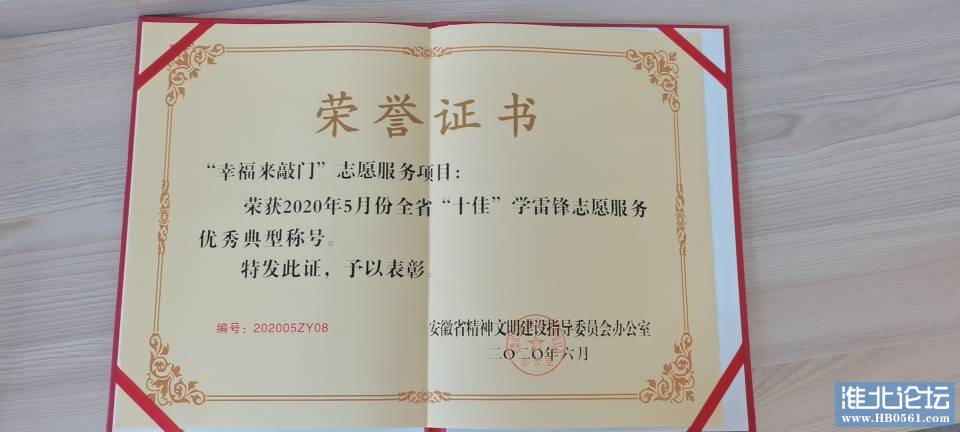 荣誉证书
“幸福来敲门”志愿服务项目：
荣获2020年5月份全省“十佳”学雷锋志愿服务
优秀典型称号。
特发此证，予以表彰。
编号：202005ZY08
安徽省精神文明建设指导委员会办公室
二〇二〇年六月
办公室
淮北论坛
www.HB0561.com